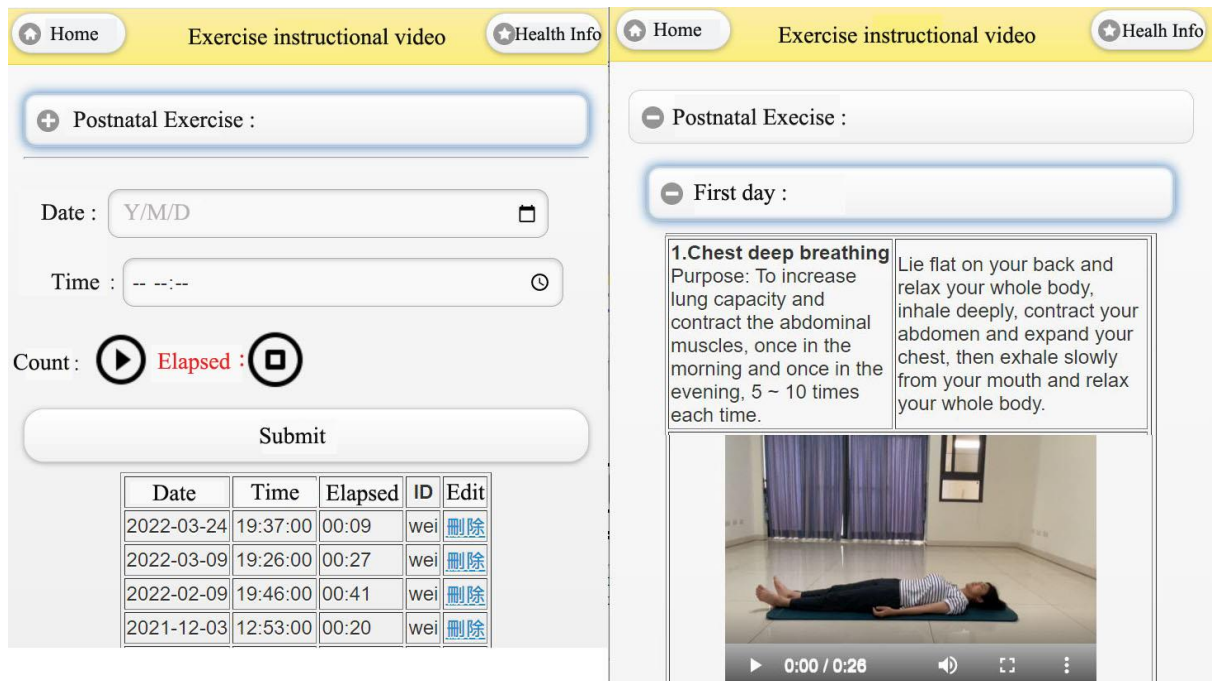 Home
Exercise instructional video
Health Info
Postnatal Exercise :
Date :
Y/M/D
Time :
-- --:--
Count :
Elapsed :
Submit
Date Time Elapsed ID Edit
2022-03-24 19:37:00 00:09 wei 刪除
2022-03-09 19:26:00 00:27 wei 刪除
2022-02-09 19:46:00 00:41 wei 刪除
2021-12-03 12:53:00 00:20 wei 刪除
Home
Exercise instructional video
Healh Info
Postnatal Execise :
First day :
1.Chest deep breathing
Purpose: To increase
lung capacity and
contract the abdominal
muscles, once in the
morning and once in the
evening, 5 ~ 10 times
each time.
Lie flat on your back and
relax your whole body,
inhale deeply, contract your
abdomen and expand your
chest, then exhale slowly
from your mouth and relax
your whole body.
0:00 / 0:26